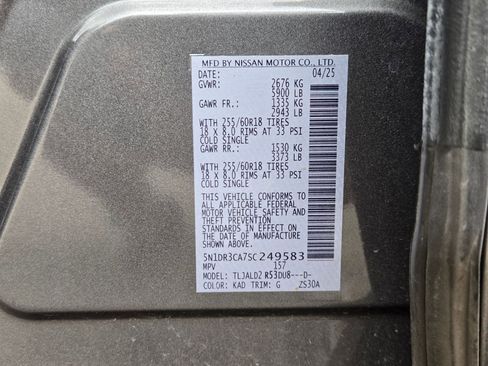 MFD BY NISSAN MOTOR CO., LTD.
DATE: 04/25
GVWR: 2676 KG
5900 LB
GAWR FR.: 1335 KG
2943 LB
WITH 255/60R18 TIRES
18 X 8.0 RIMS AT 33 PSI
COLD SINGLE
GAWR RR.: 1530 KG
3373 LB
WITH 255/60R18 TIRES
18 X 8.0 RIMS AT 33 PSI
COLD SINGLE
THIS VEHICLE CONFORMS TO
ALL APPLICABLE FEDERAL
MOTOR VEHICLE SAFETY AND
THEFT PREVENTION
STANDARDS IN EFFECT ON
THE DATE OF MANUFACTURE
SHOWN ABOVE.
5N1DR3CA7SC249583
MPV 157
MODEL: TLJALD2 R53DU8---D-
COLOR: KAD TRIM: G ZS30A